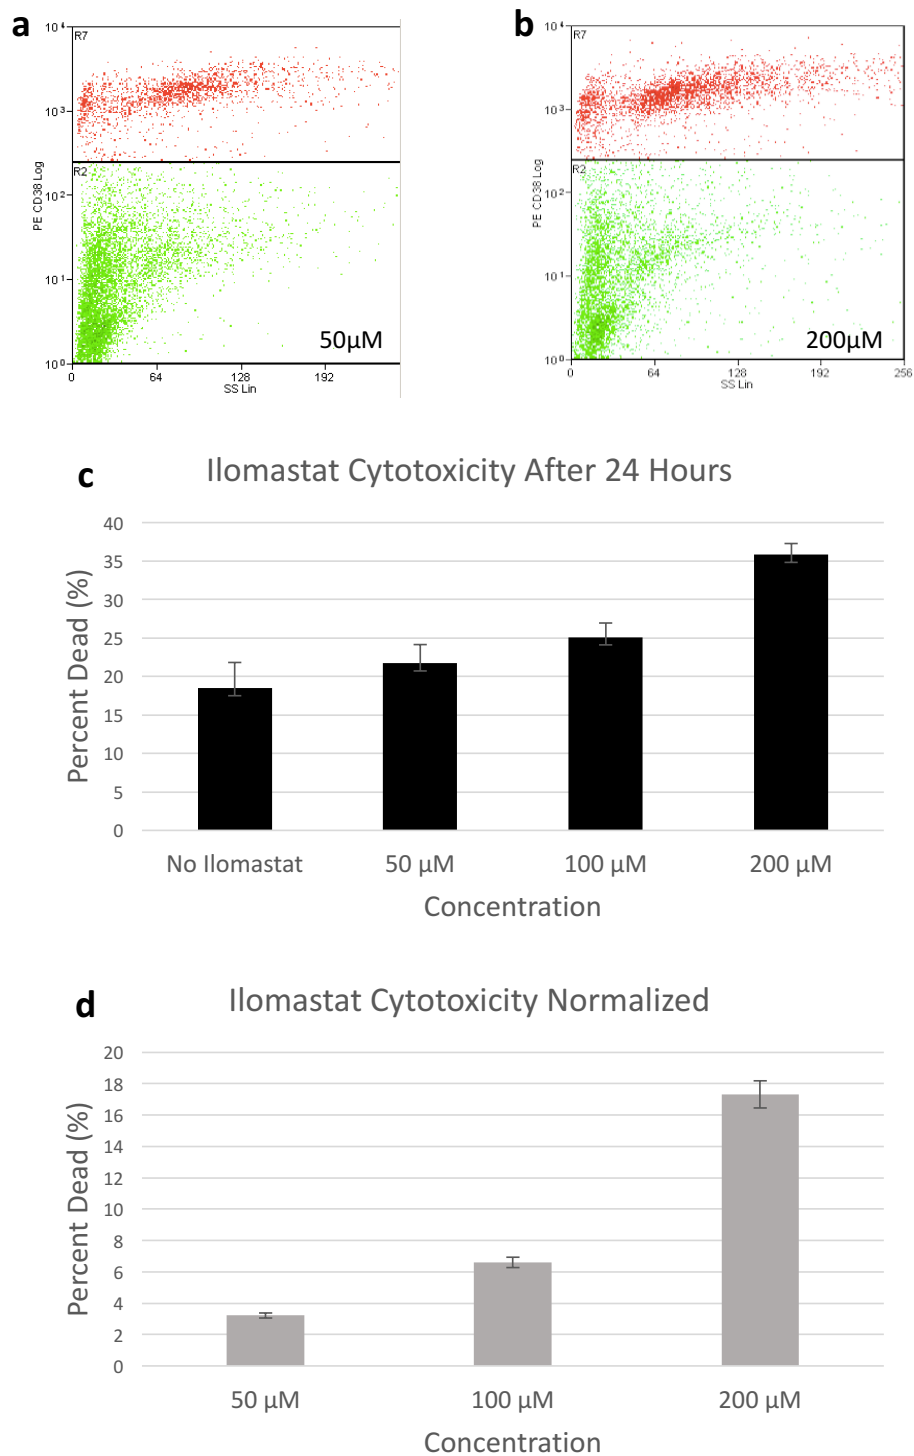 a
10⁴
R7
10³
R2
10²
10¹
10⁰
PE CD38 Log
50µM
0 64 128 192
SS Lin
b
10⁴
R7
10³
R2
10²
10¹
10⁰
PE CD38 Log
200µM
0 64 128 192 256
SS Lin
c
Ilomastat Cytotoxicity After 24 Hours
Percent Dead (%)
40
35
30
25
20
15
10
5
0
No Ilomastat 50 µM 100 µM 200 µM
Concentration
d
Ilomastat Cytotoxicity Normalized
Percent Dead (%)
20
18
16
14
12
10
8
6
4
2
0
50 µM 100 µM 200 µM
Concentration